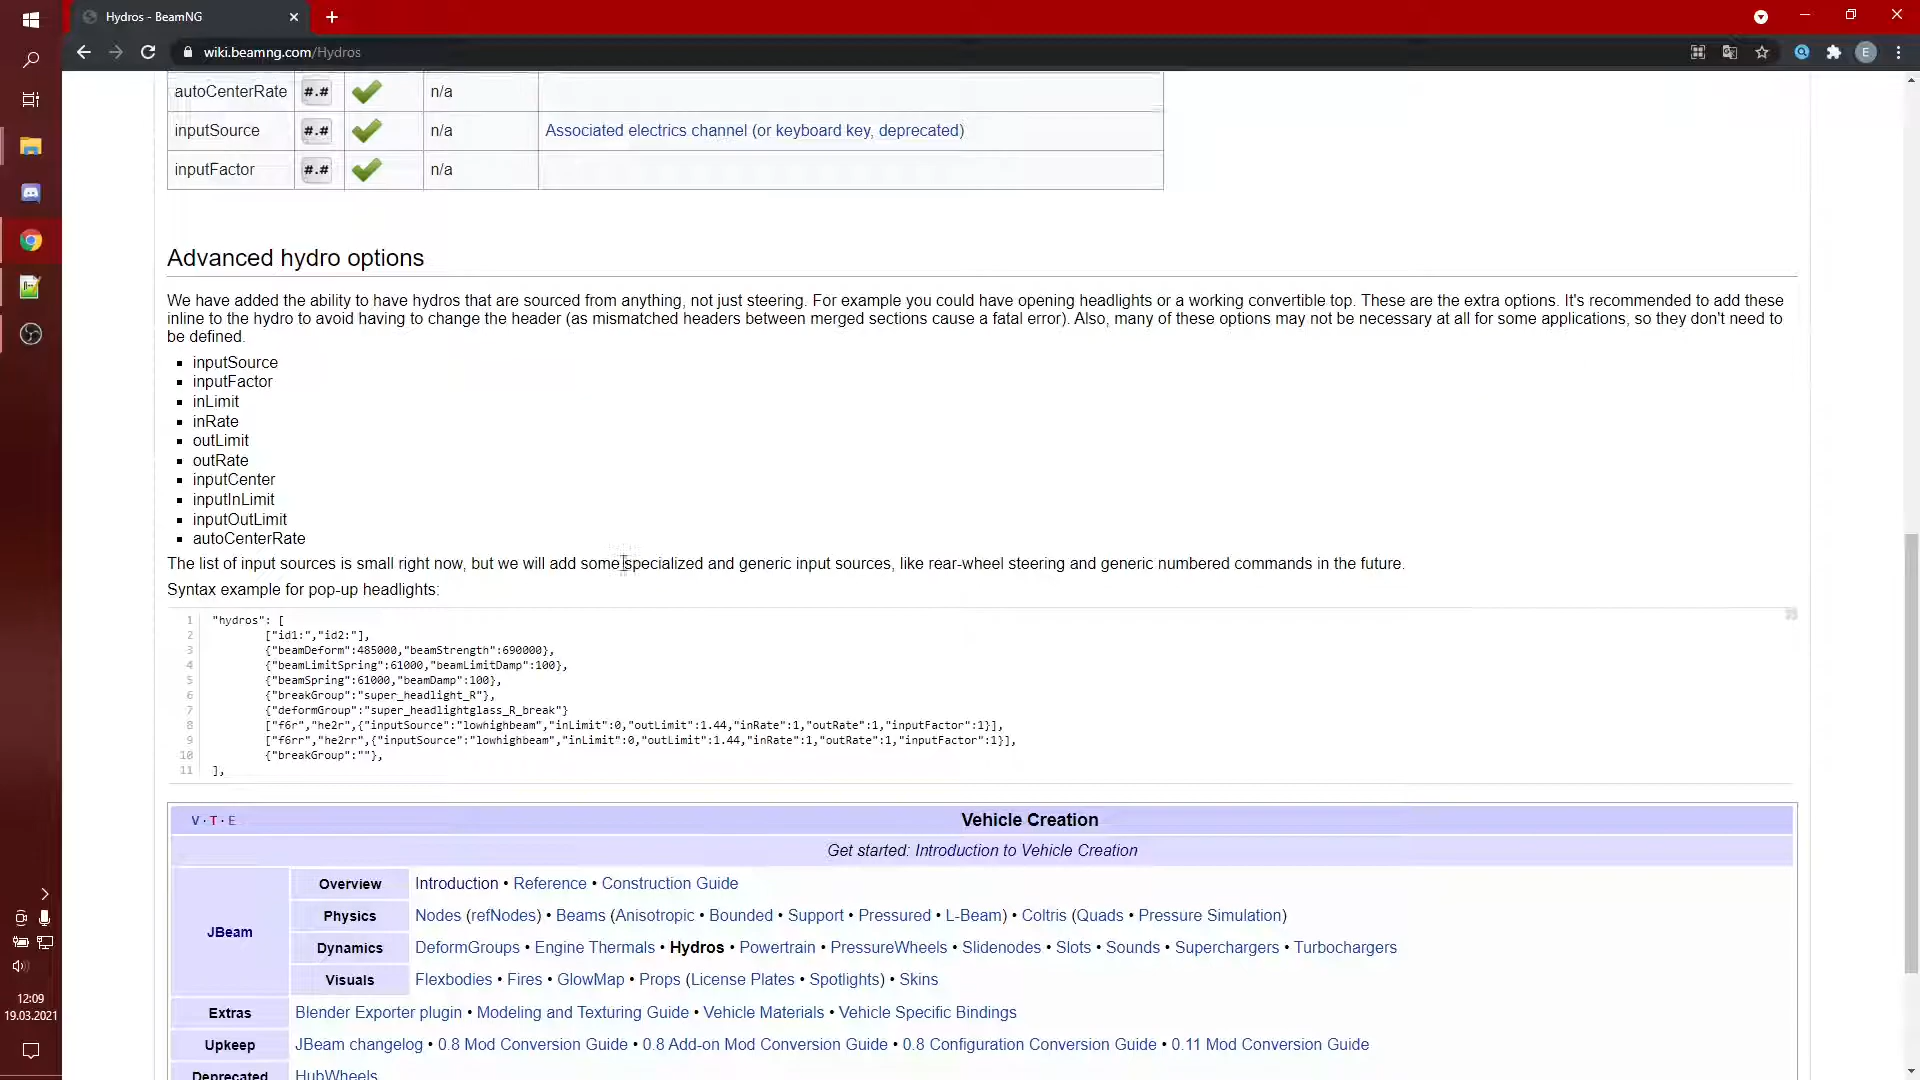 Hydros - BeamNG
wiki.beamng.com/Hydros
E
autoCenterRate #.# n/a
inputSource #.# n/a Associated electrics channel (or keyboard key, deprecated)
inputFactor #.# n/a
Advanced hydro options
We have added the ability to have hydros that are sourced from anything, not just steering. For example you could have opening headlights or a working convertible top. These are the extra options. It's recommended to add these
inline to the hydro to avoid having to change the header (as mismatched headers between merged sections cause a fatal error). Also, many of these options may not be necessary at all for some applications, so they don't need to
be defined.
▪ inputSource
▪ inputFactor
▪ inLimit
▪ inRate
▪ outLimit
▪ outRate
▪ inputCenter
▪ inputInLimit
▪ inputOutLimit
▪ autoCenterRate
The list of input sources is small right now, but we will add some specialized and generic input sources, like rear-wheel steering and generic numbered commands in the future.
Syntax example for pop-up headlights:
1 "hydros": [
2 ["id1:","id2:"],
3 {"beamDeform":485000,"beamStrength":690000},
4 {"beamLimitSpring":61000,"beamLimitDamp":100},
5 {"beamSpring":61000,"beamDamp":100},
6 {"breakGroup":"super_headlight_R"},
7 {"deformGroup":"super_headlightglass_R_break"}
8 ["f6r","he2r",{"inputSource":"lowhighbeam","inLimit":0,"outLimit":1.44,"inRate":1,"outRate":1,"inputFactor":1}],
9 ["f6rr","he2rr",{"inputSource":"lowhighbeam","inLimit":0,"outLimit":1.44,"inRate":1,"outRate":1,"inputFactor":1}],
10 {"breakGroup":""},
11 ],
V · T · E Vehicle Creation
Get started: Introduction to Vehicle Creation
JBeam
Overview Introduction • Reference • Construction Guide
Physics Nodes (refNodes) • Beams (Anisotropic • Bounded • Support • Pressured • L-Beam) • Coltris (Quads • Pressure Simulation)
Dynamics DeformGroups • Engine Thermals • Hydros • Powertrain • PressureWheels • Slidenodes • Slots • Sounds • Superchargers • Turbochargers
Visuals Flexbodies • Fires • GlowMap • Props (License Plates • Spotlights) • Skins
Extras Blender Exporter plugin • Modeling and Texturing Guide • Vehicle Materials • Vehicle Specific Bindings
Upkeep JBeam changelog • 0.8 Mod Conversion Guide • 0.8 Add-on Mod Conversion Guide • 0.8 Configuration Conversion Guide • 0.11 Mod Conversion Guide
Deprecated HubWheels
12:09
19.03.2021